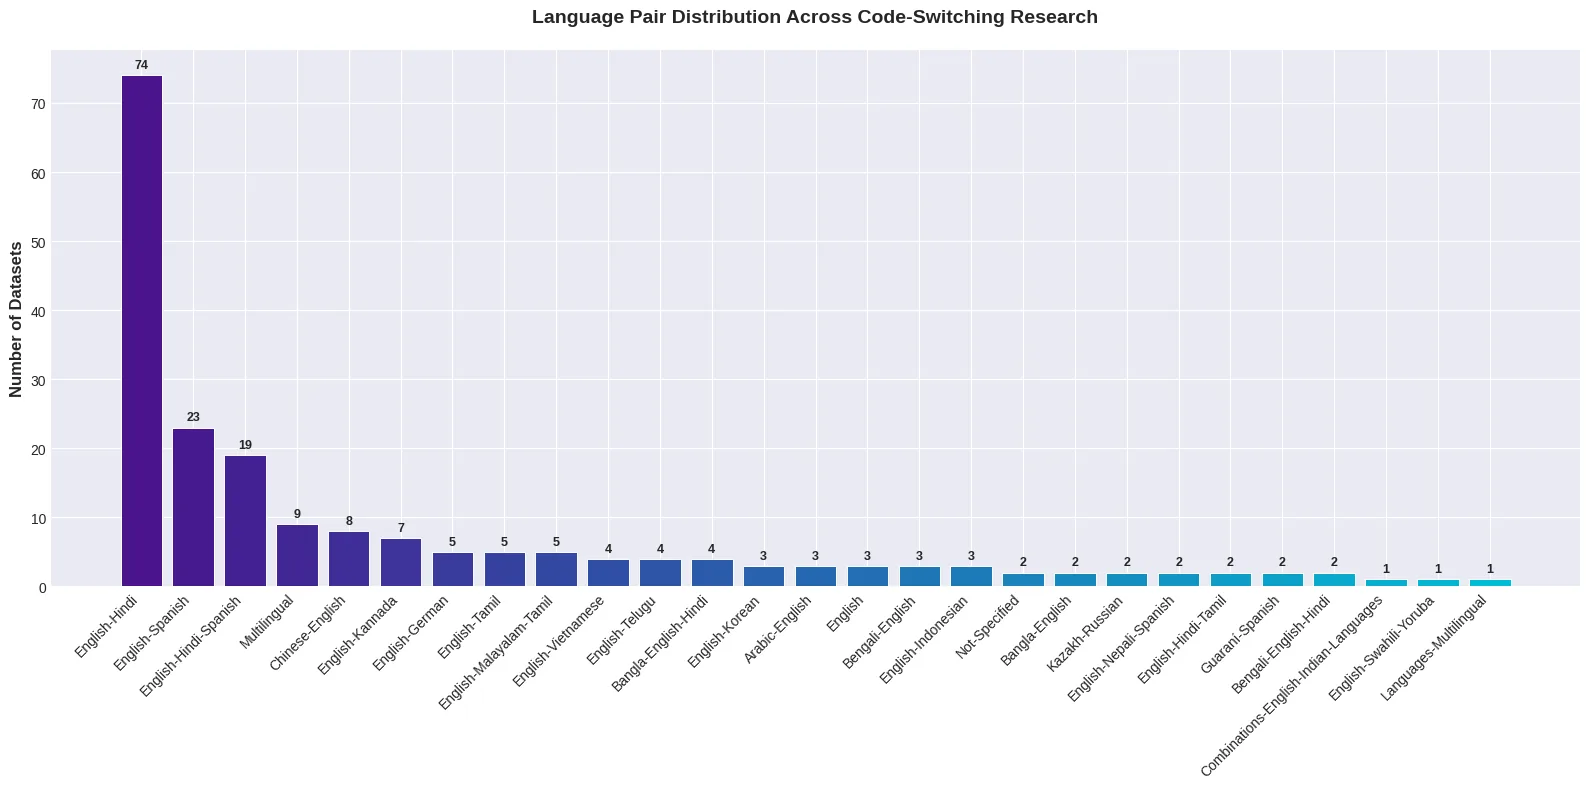 Language Pair Distribution Across Code-Switching Research
Number of Datasets
70
60
50
40
30
20
10
0
74
23
19
9
8
7
5
5
5
4
4
4
3
3
3
3
3
2
2
2
2
2
2
2
1
1
1
English-Hindi
English-Spanish
English-Hindi-Spanish
Multilingual
Chinese-English
English-Kannada
English-German
English-Tamil
English-Malayalam-Tamil
English-Vietnamese
English-Telugu
Bangla-English-Hindi
English-Korean
Arabic-English
English
Bengali-English
English-Indonesian
Not-Specified
Bangla-English
Kazakh-Russian
English-Nepali-Spanish
English-Hindi-Tamil
Guarani-Spanish
Bengali-English-Hindi
Combinations-English-Indian-Languages
English-Swahili-Yoruba
Languages-Multilingual